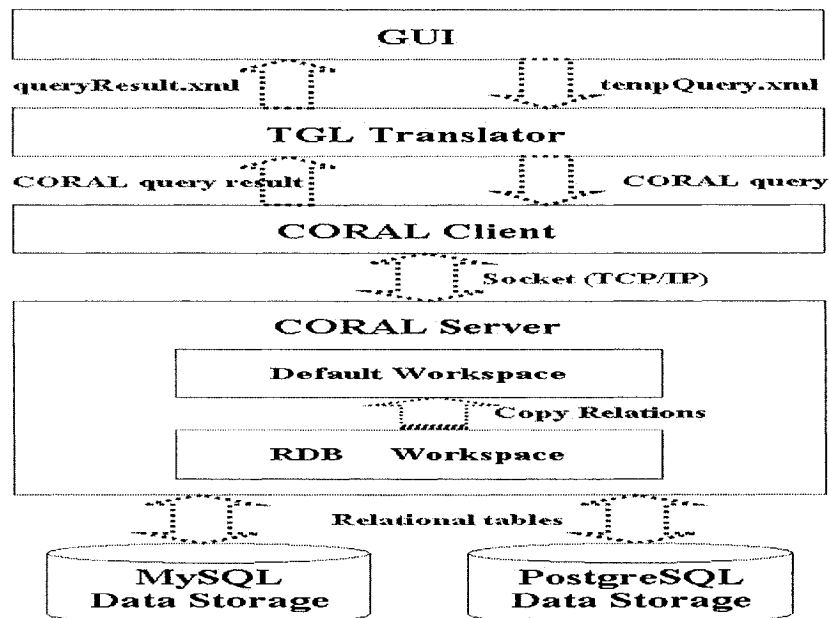 GUI
queryResult.xml
tempQuery.xml
TGL Translator
CORAL query result
CORAL query
CORAL Client
Socket (TCP/IP)
CORAL Server
Default Workspace
Copy Relations
RDB Workspace
Relational tables
MySQL
Data Storage
PostgreSQL
Data Storage